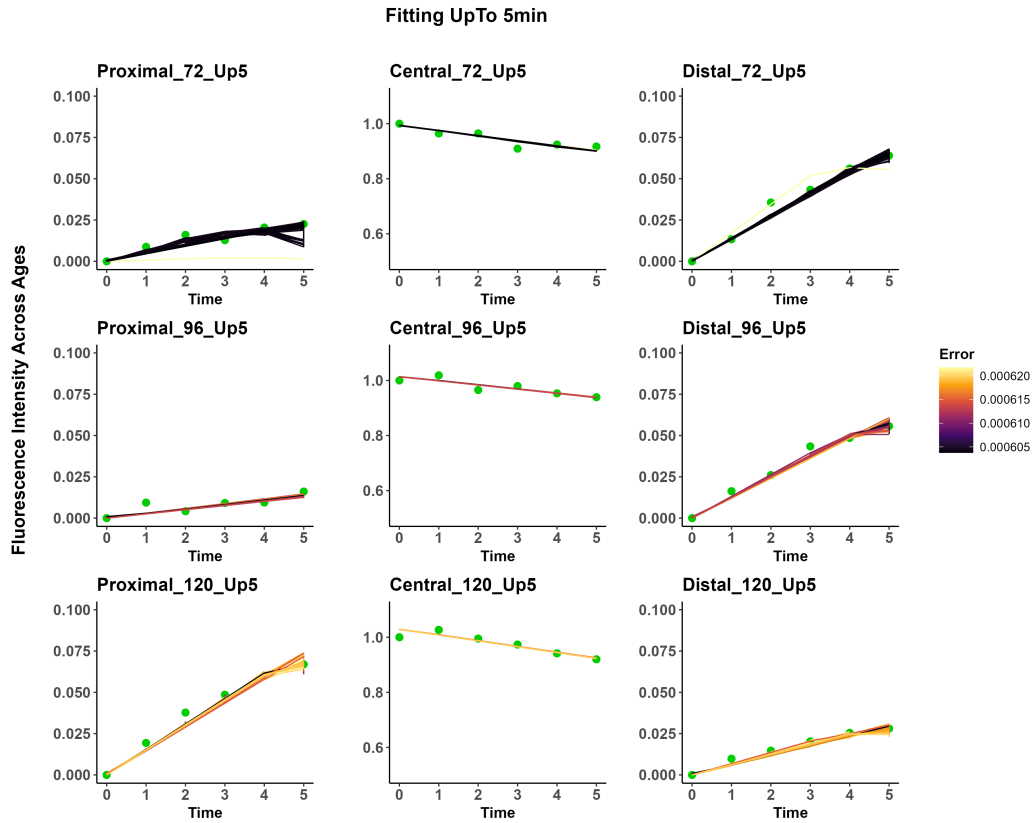 Fitting UpTo 5min
Fluorescence Intensity Across Ages
Proximal_72_Up5
0.100
0.075
0.050
0.025
0.000
0 1 2 3 4 5
Time
Central_72_Up5
1.0
0.8
0.6
0 1 2 3 4 5
Time
Distal_72_Up5
0.100
0.075
0.050
0.025
0.000
0 1 2 3 4 5
Time
Proximal_96_Up5
0.100
0.075
0.050
0.025
0.000
0 1 2 3 4 5
Time
Central_96_Up5
1.0
0.8
0.6
0 1 2 3 4 5
Time
Distal_96_Up5
0.100
0.075
0.050
0.025
0.000
0 1 2 3 4 5
Time
Error
0.000620
0.000615
0.000610
0.000605
Proximal_120_Up5
0.100
0.075
0.050
0.025
0.000
0 1 2 3 4 5
Time
Central_120_Up5
1.0
0.8
0.6
0 1 2 3 4 5
Time
Distal_120_Up5
0.100
0.075
0.050
0.025
0.000
0 1 2 3 4 5
Time